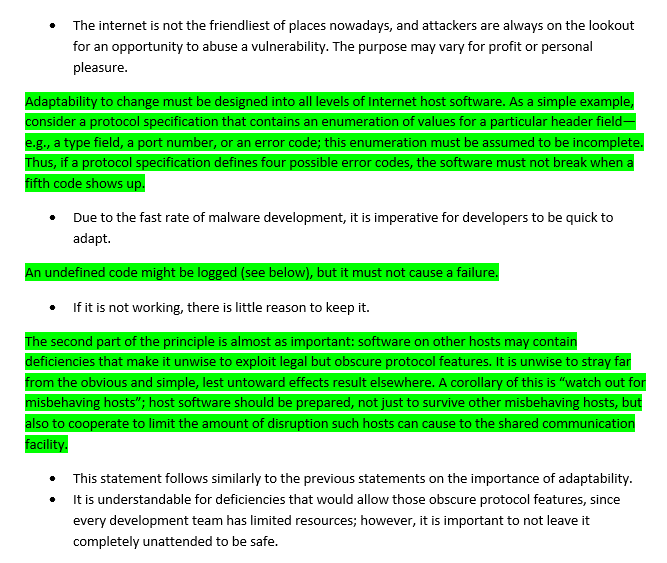 • The internet is not the friendliest of places nowadays, and attackers are always on the lookout
for an opportunity to abuse a vulnerability. The purpose may vary for profit or personal
pleasure.
Adaptability to change must be designed into all levels of Internet host software. As a simple example,
consider a protocol specification that contains an enumeration of values for a particular header field—
e.g., a type field, a port number, or an error code; this enumeration must be assumed to be incomplete.
Thus, if a protocol specification defines four possible error codes, the software must not break when a
fifth code shows up.
• Due to the fast rate of malware development, it is imperative for developers to be quick to
adapt.
An undefined code might be logged (see below), but it must not cause a failure.
• If it is not working, there is little reason to keep it.
The second part of the principle is almost as important: software on other hosts may contain
deficiencies that make it unwise to exploit legal but obscure protocol features. It is unwise to stray far
from the obvious and simple, lest untoward effects result elsewhere. A corollary of this is “watch out for
misbehaving hosts”; host software should be prepared, not just to survive other misbehaving hosts, but
also to cooperate to limit the amount of disruption such hosts can cause to the shared communication
facility.
• This statement follows similarly to the previous statements on the importance of adaptability.
• It is understandable for deficiencies that would allow those obscure protocol features, since
every development team has limited resources; however, it is important to not leave it
completely unattended to be safe.